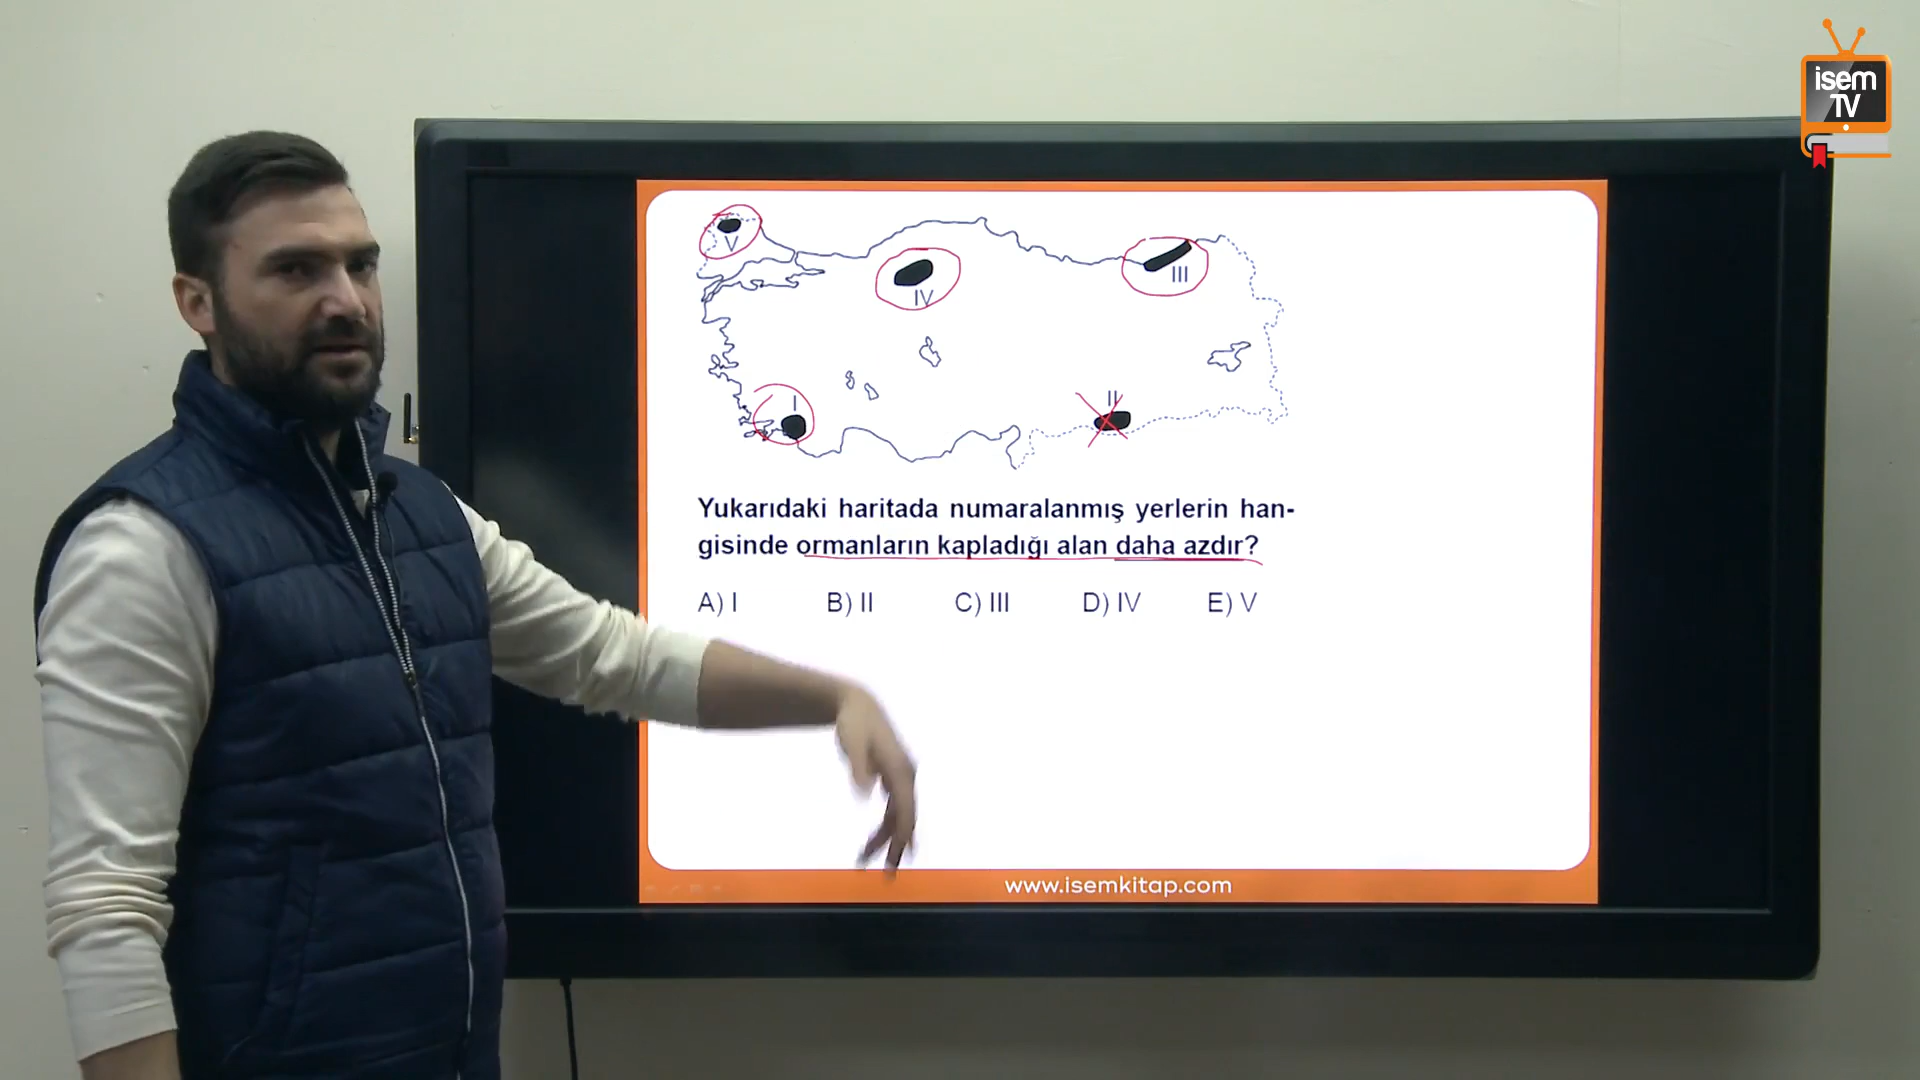 isem
TV
V
IV
III
I
II
Yukarıdaki haritada numaralanmış yerlerin han-
gisinde ormanların kapladığı alan daha azdır?
A) I B) II C) III D) IV E) V
www.isemkitap.com